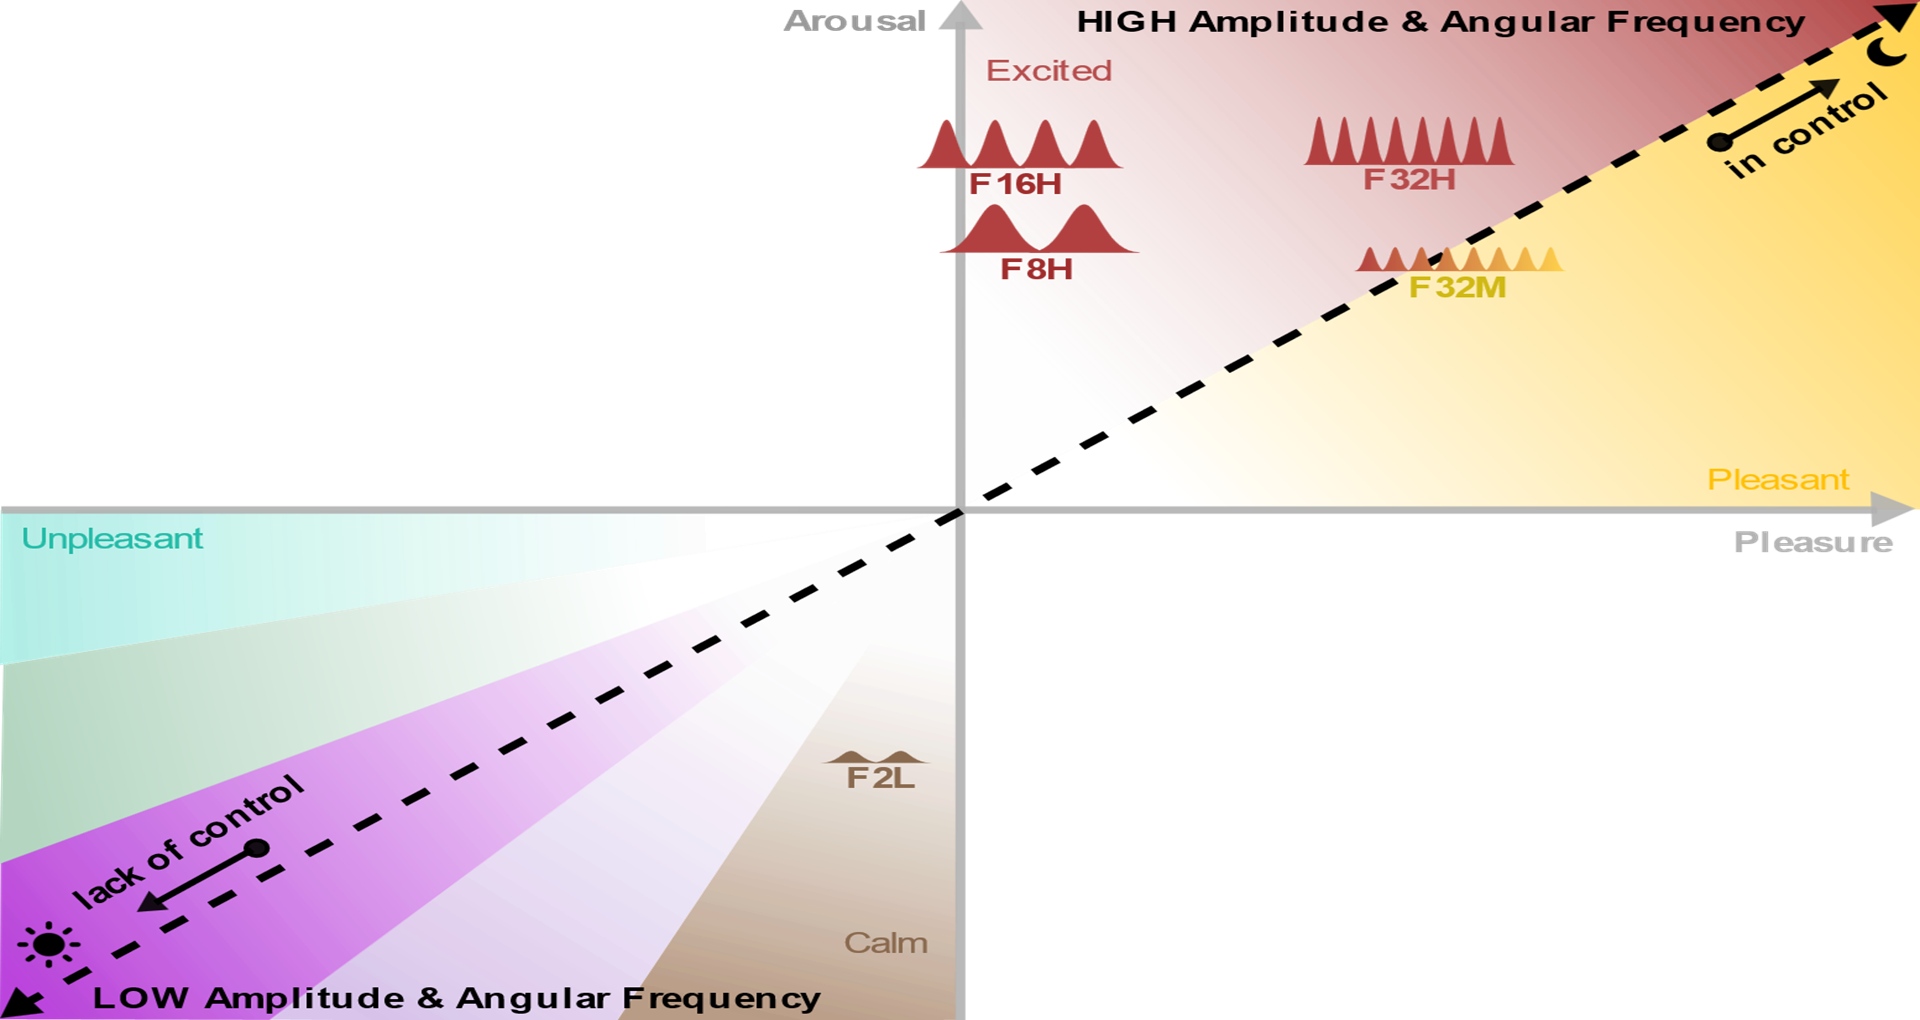 Arousal
HIGH Amplitude & Angular Frequency
Excited
in control
F16H
F32H
F8H
F32M
Pleasant
Unpleasant
Pleasure
F2L
lack of control
Calm
LOW Amplitude & Angular Frequency